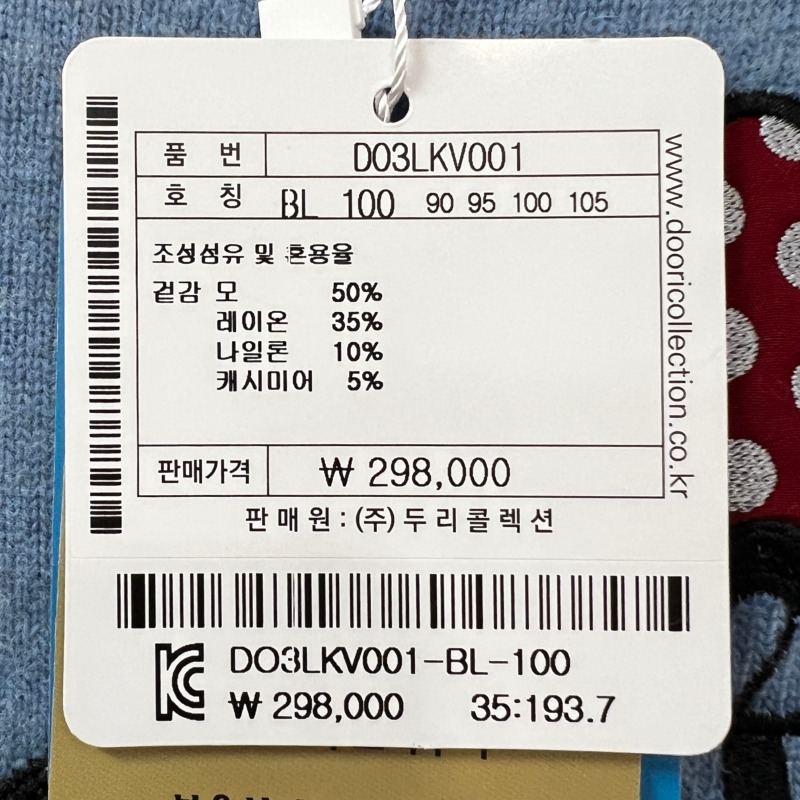 품 번 DO3LKV001
호 칭 BL 100 90 95 100 105
조성섬유 및 혼용율
겉감 모 50%
레이온 35%
나일론 10%
캐시미어 5%
판매가격 ₩ 298,000
판매원 : (주)두리콜렉션
www.dooricollection.co.kr
DO3LKV001-BL-100
₩ 298,000 35:193.7